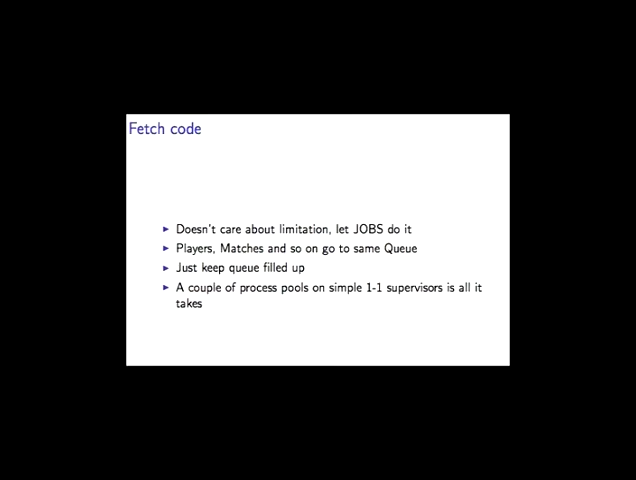 Fetch code
▶ Doesn't care about limitation, let JOBS do it
▶ Players, Matches and so on go to same Queue
▶ Just keep queue filled up
▶ A couple of process pools on simple 1-1 supervisors is all it
takes